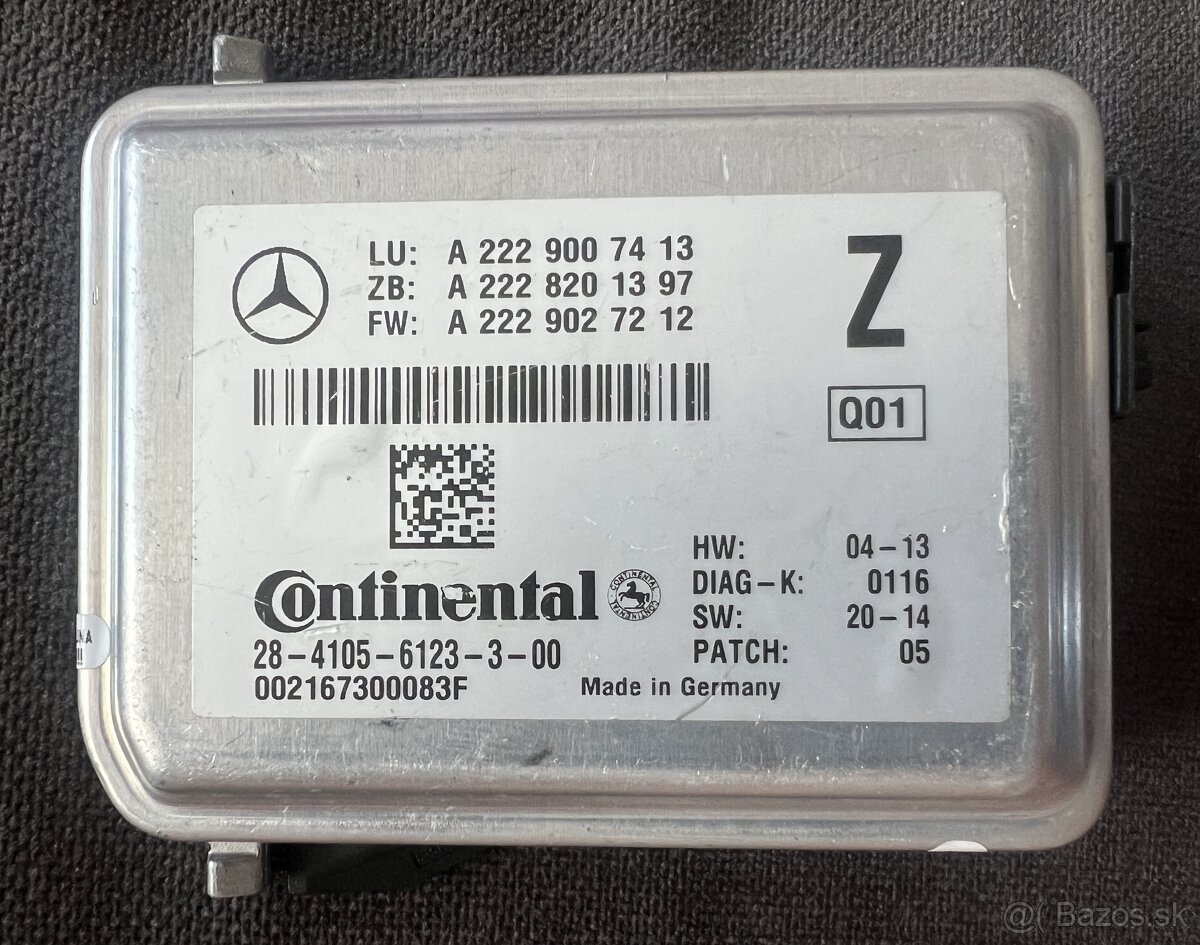 LU: A 222 900 74 13
ZB: A 222 820 13 97
FW: A 222 902 72 12
Z
Q01
Continental
CONTINENTAL CONTINENTAL
28-4105-6123-3-00
002167300083F
Made in Germany
HW: 04-13
DIAG-K: 0116
SW: 20-14
PATCH: 05
@( Bazos.sk